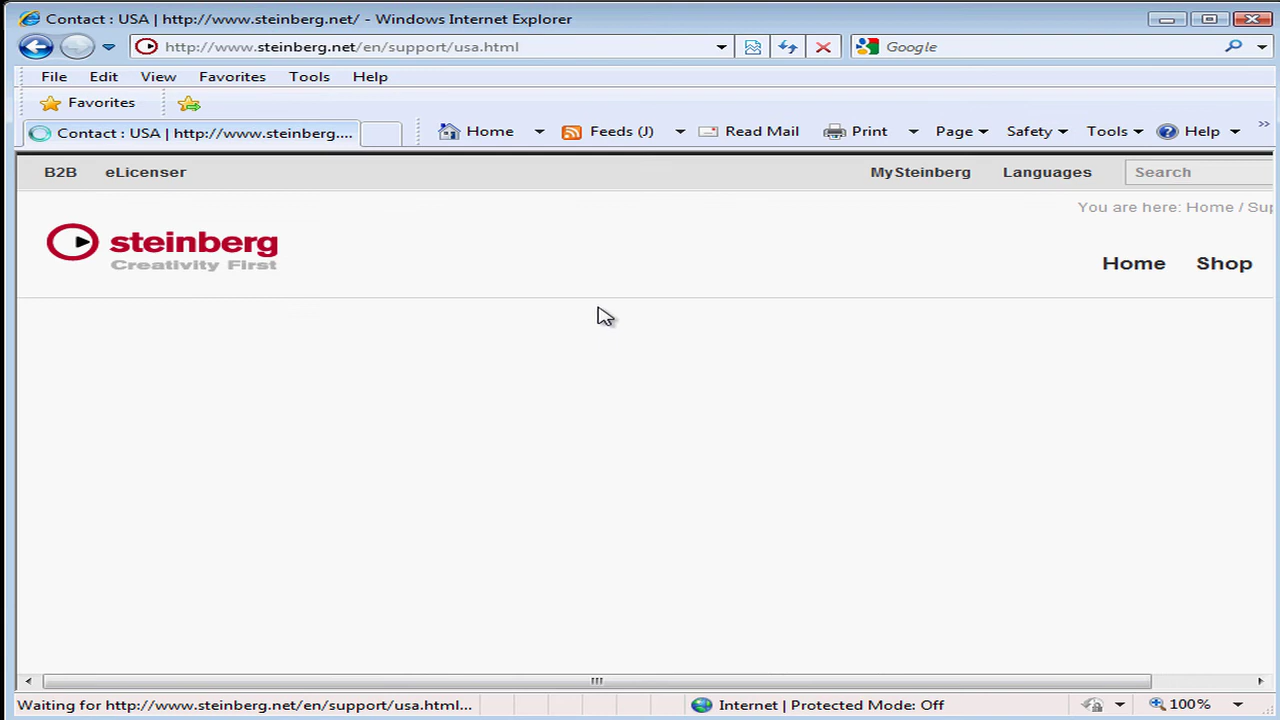 Contact : USA | http://www.steinberg.net/ - Windows Internet Explorer
http://www.steinberg.net/en/support/usa.html
Google
File Edit View Favorites Tools Help
Favorites
Contact : USA | http://www.steinberg....
Home Feeds (J) Read Mail Print Page Safety Tools Help »
B2B eLicenser MySteinberg Languages Search
You are here: Home / Sup
steinberg
Creativity First
Home Shop
Waiting for http://www.steinberg.net/en/support/usa.html... Internet | Protected Mode: Off 100%